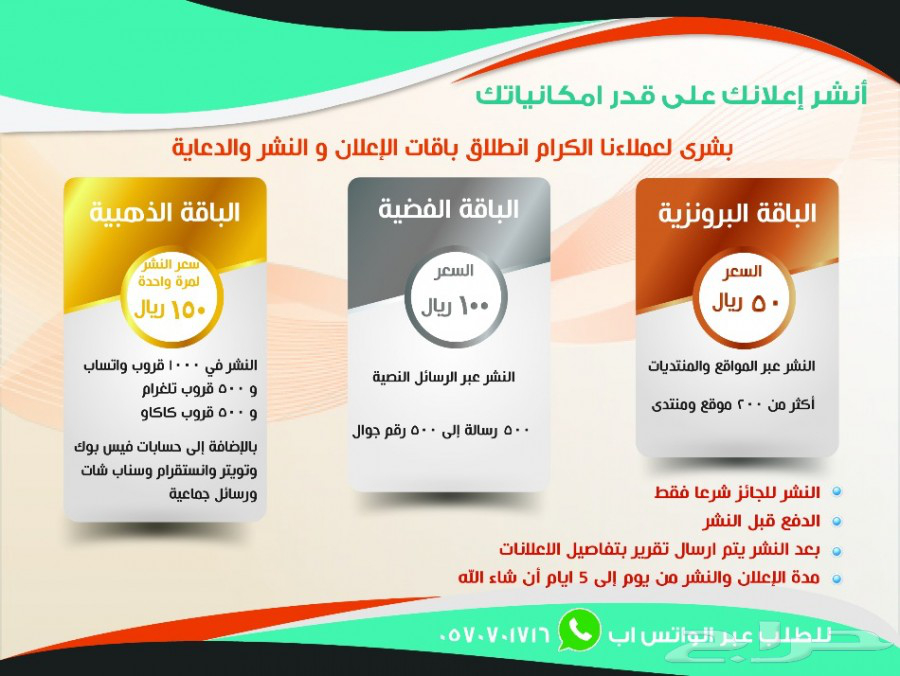 أنشر إعلانك على قدر امكانياتك
بشرى لعملاءنا الكرام انطلاق باقات الإعلان و النشر والدعاية
الباقة البرونزية
السعر
٥٠ ريال
النشر عبر المواقع والمنتديات
أكثر من ٢٠٠ موقع ومنتدى
الباقة الفضية
السعر
١٠٠ ريال
النشر عبر الرسائل النصية
٥٠٠ رسالة إلى ٥٠٠ رقم جوال
الباقة الذهبية
سعر النشر
لمرة واحدة
١٥٠ ريال
النشر في ١٠٠٠ قروب واتساب
و ٥٠٠ قروب تلغرام
و ٥٠٠ قروب كاكاو
بالإضافة إلى حسابات فيس بوك
وتويتر وانستقرام وسناب شات
ورسائل جماعية
النشر للجائز شرعا فقط
الدفع قبل النشر
بعد النشر يتم ارسال تقرير بتفاصيل الاعلانات
مدة الإعلان والنشر من يوم إلى 5 ايام أن شاء الله
للطلب عبر الواتس اب ٠٥٧٠٧٠١٧١٦
حراج